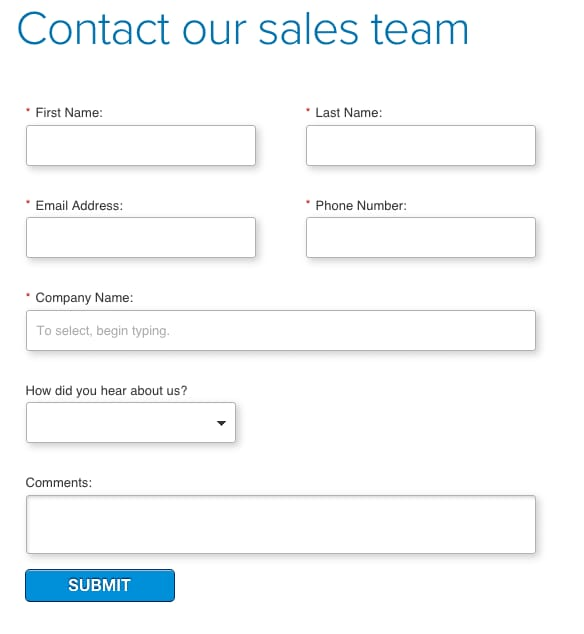 Contact our sales team
* First Name:
* Last Name:
* Email Address:
* Phone Number:
* Company Name:
To select, begin typing.
How did you hear about us?
Comments:
SUBMIT